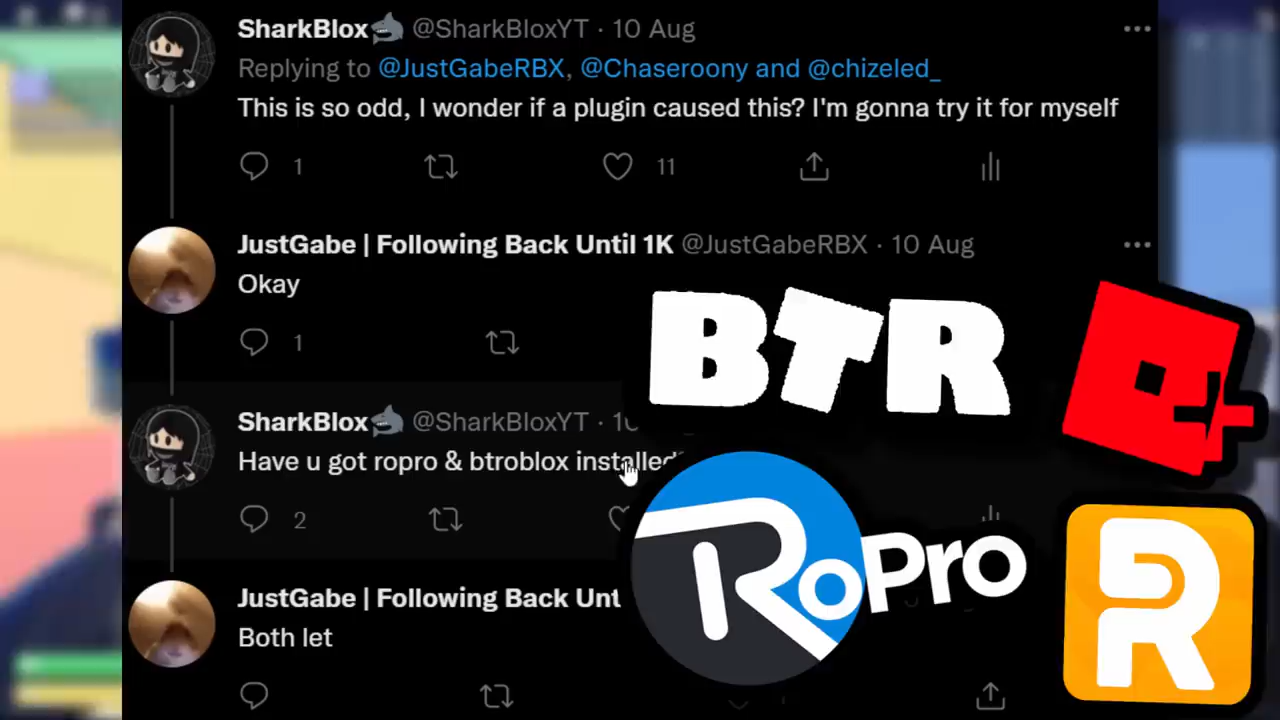 SharkBlox🦈 @SharkBloxYT · 10 Aug
Replying to @JustGabeRBX, @Chaseroony and @chizeled_
This is so odd, I wonder if a plugin caused this? I'm gonna try it for myself
1 11
JustGabe | Following Back Until 1K @JustGabeRBX · 10 Aug
Okay
1
BTR
SharkBlox🦈 @SharkBloxYT ·
Have u got ropro & btroblox installed
2
RoPro
R
JustGabe | Following Back
Both let